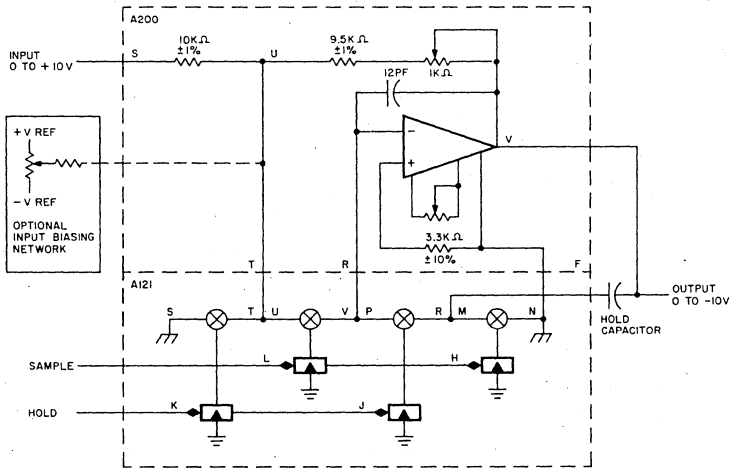 A200
INPUT
0 TO +10V
S
10KΩ
±1%
U
9.5KΩ
±1%
1KΩ
12PF
−
+
V
+V REF
−V REF
OPTIONAL
INPUT BIASING
NETWORK
3.3KΩ
±10%
T
R
F
A121
S
T
U
V
P
R
M
N
OUTPUT
0 TO −10V
HOLD
CAPACITOR
SAMPLE
L
H
HOLD
K
J